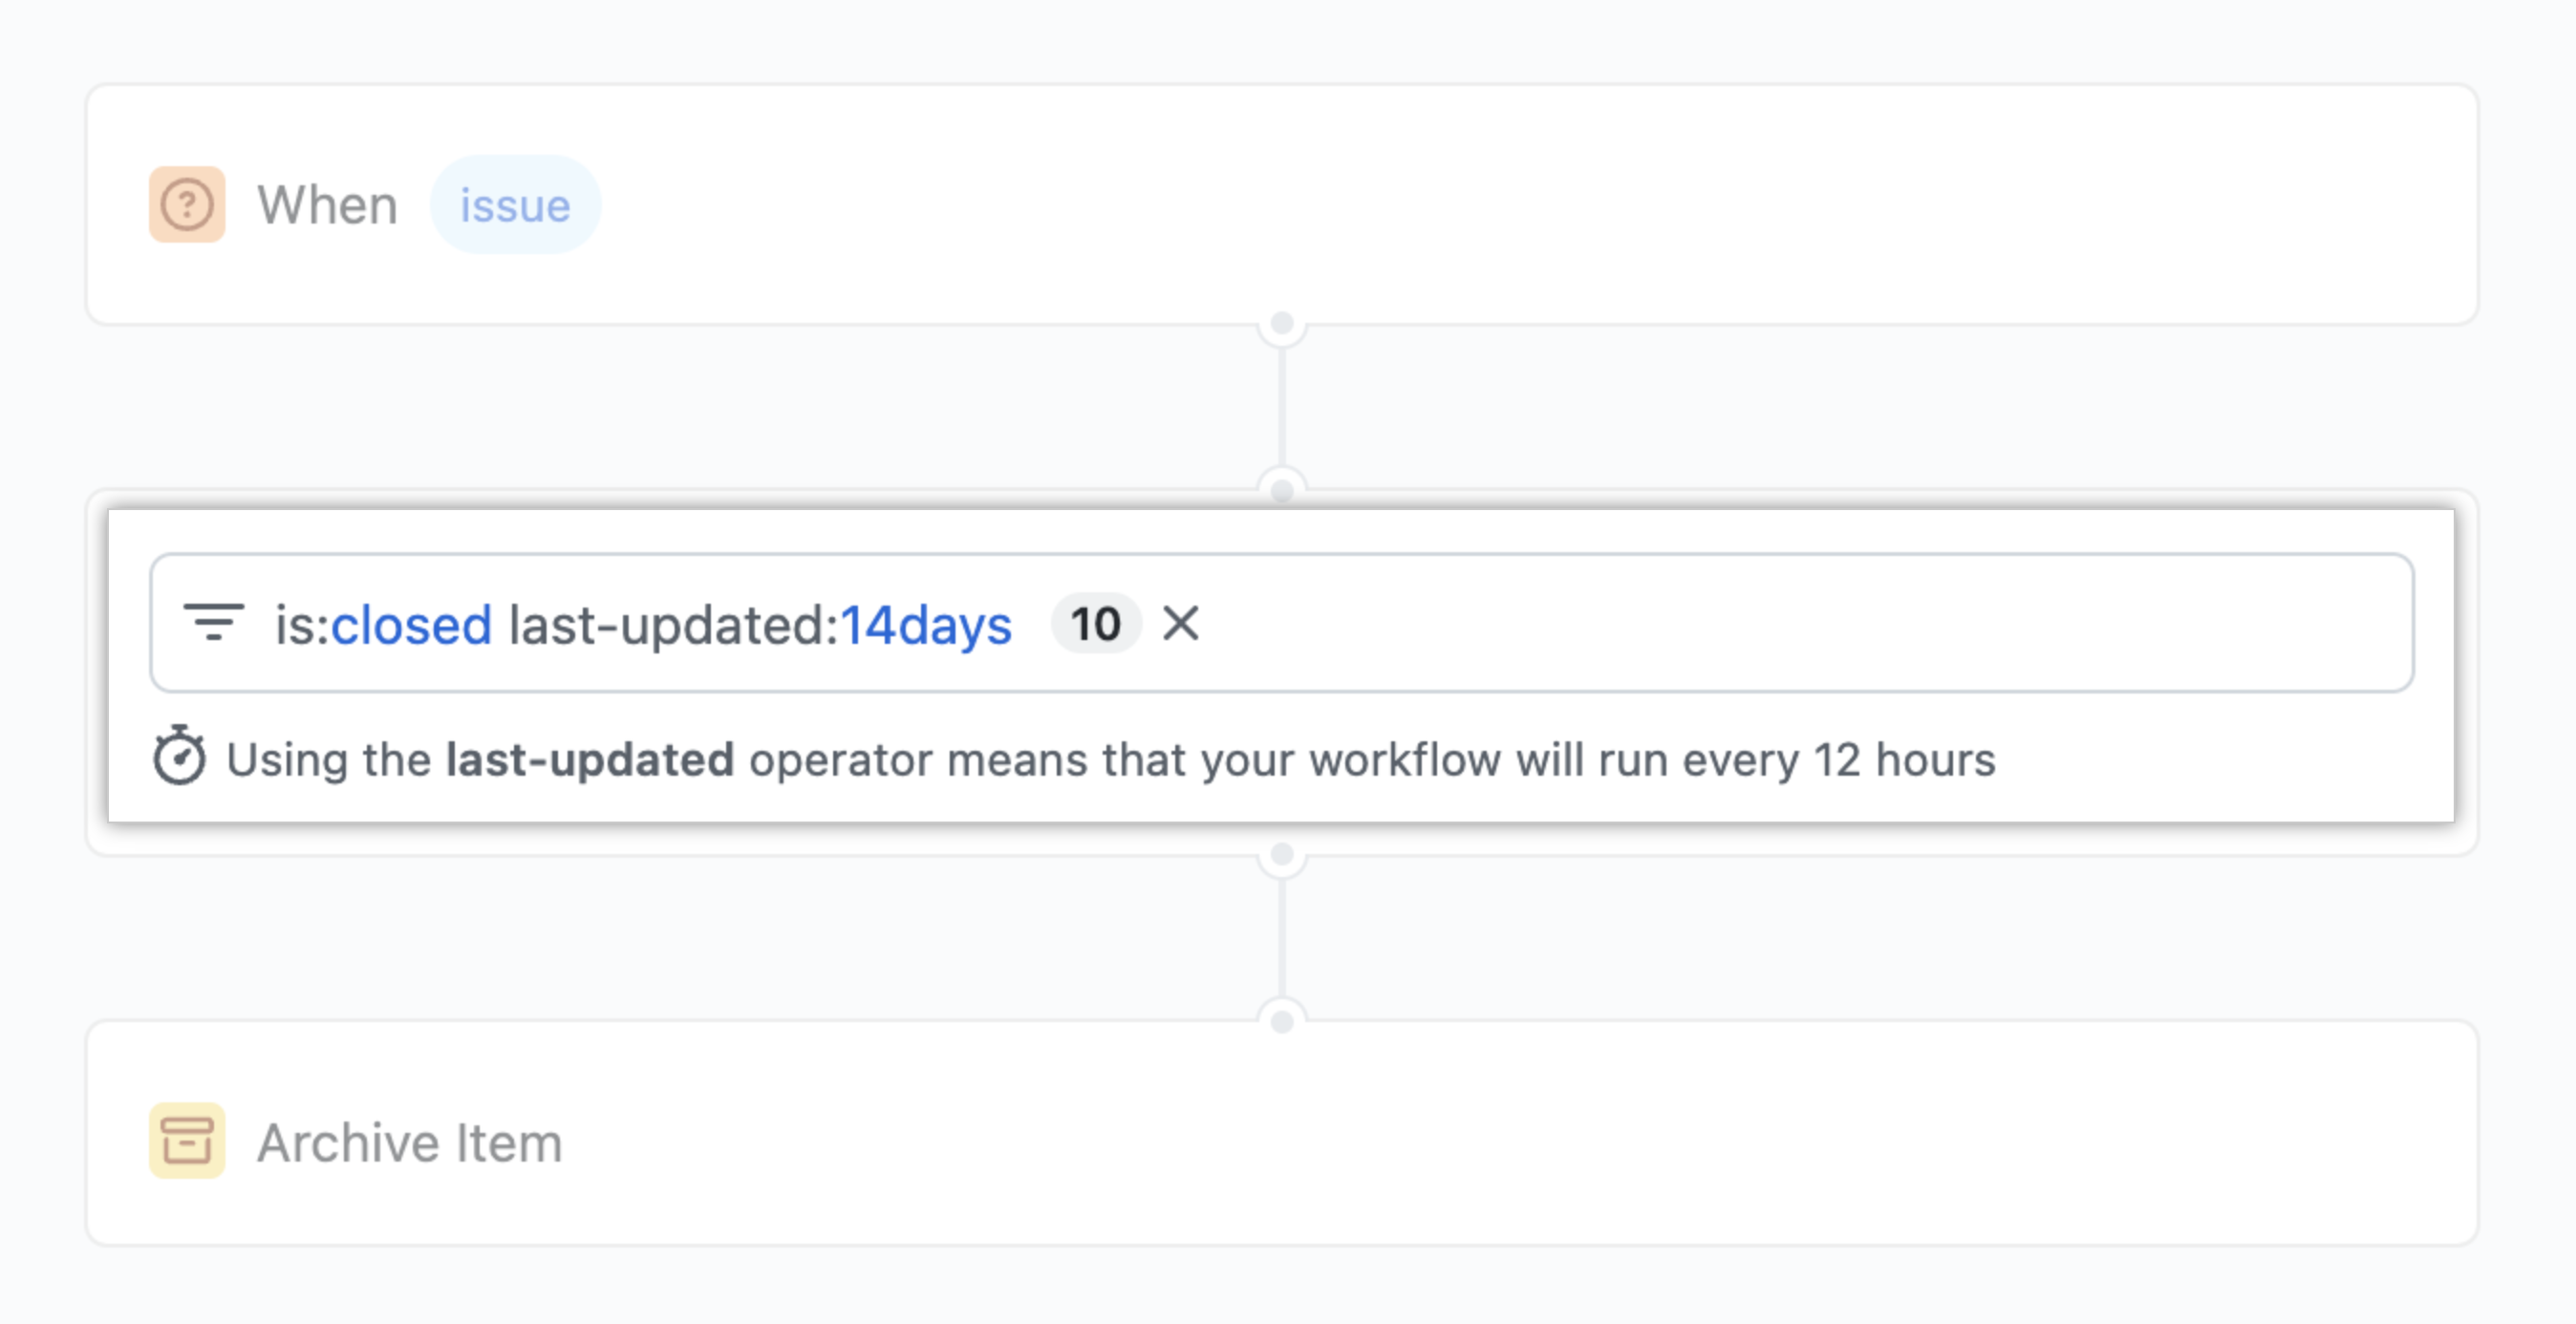 When issue
is:closed last-updated:14days 10
Using the last-updated operator means that your workflow will run every 12 hours
Archive Item